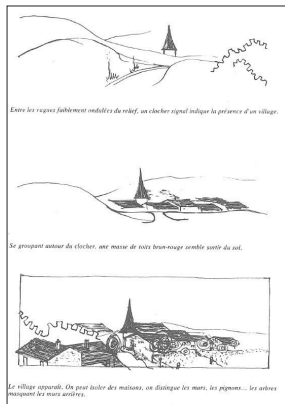 Entre les vagues faiblement ondulées du relief, un clocher signal indique la présence d'un village.
Se groupant autour du clocher, une masse de toits brun-rouge semble sortir du sol.
Le village apparaît. On peut isoler des maisons, on distingue les murs, les pignons... les arbres
masquant les murs arrières.